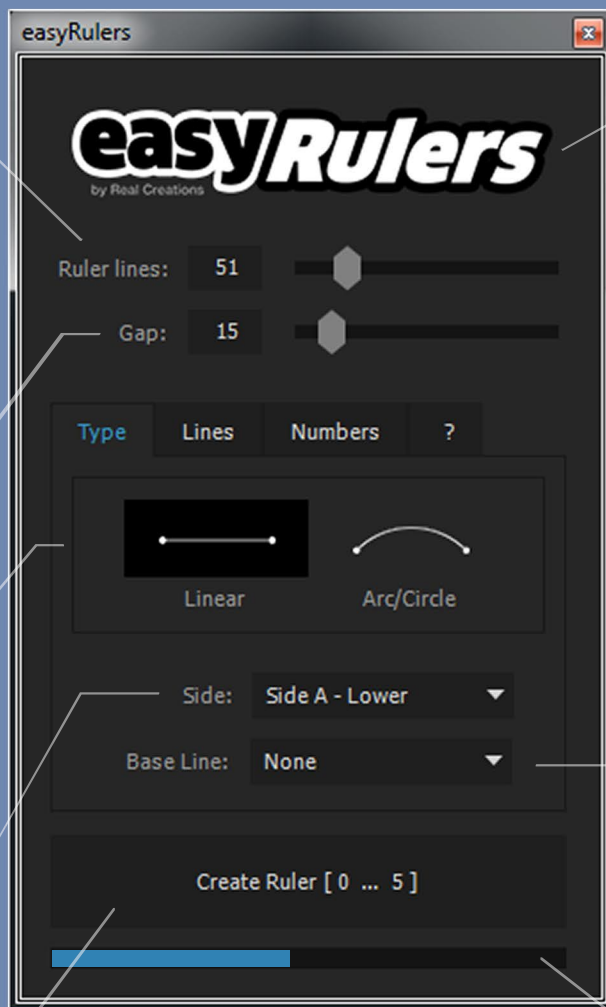 easyRulers
easyRulers
by Real Creations
Ruler lines: 51
Gap: 15
Type Lines Numbers ?
Linear Arc/Circle
Side: Side A - Lower
Base Line: None
Create Ruler [ 0 ... 5 ]